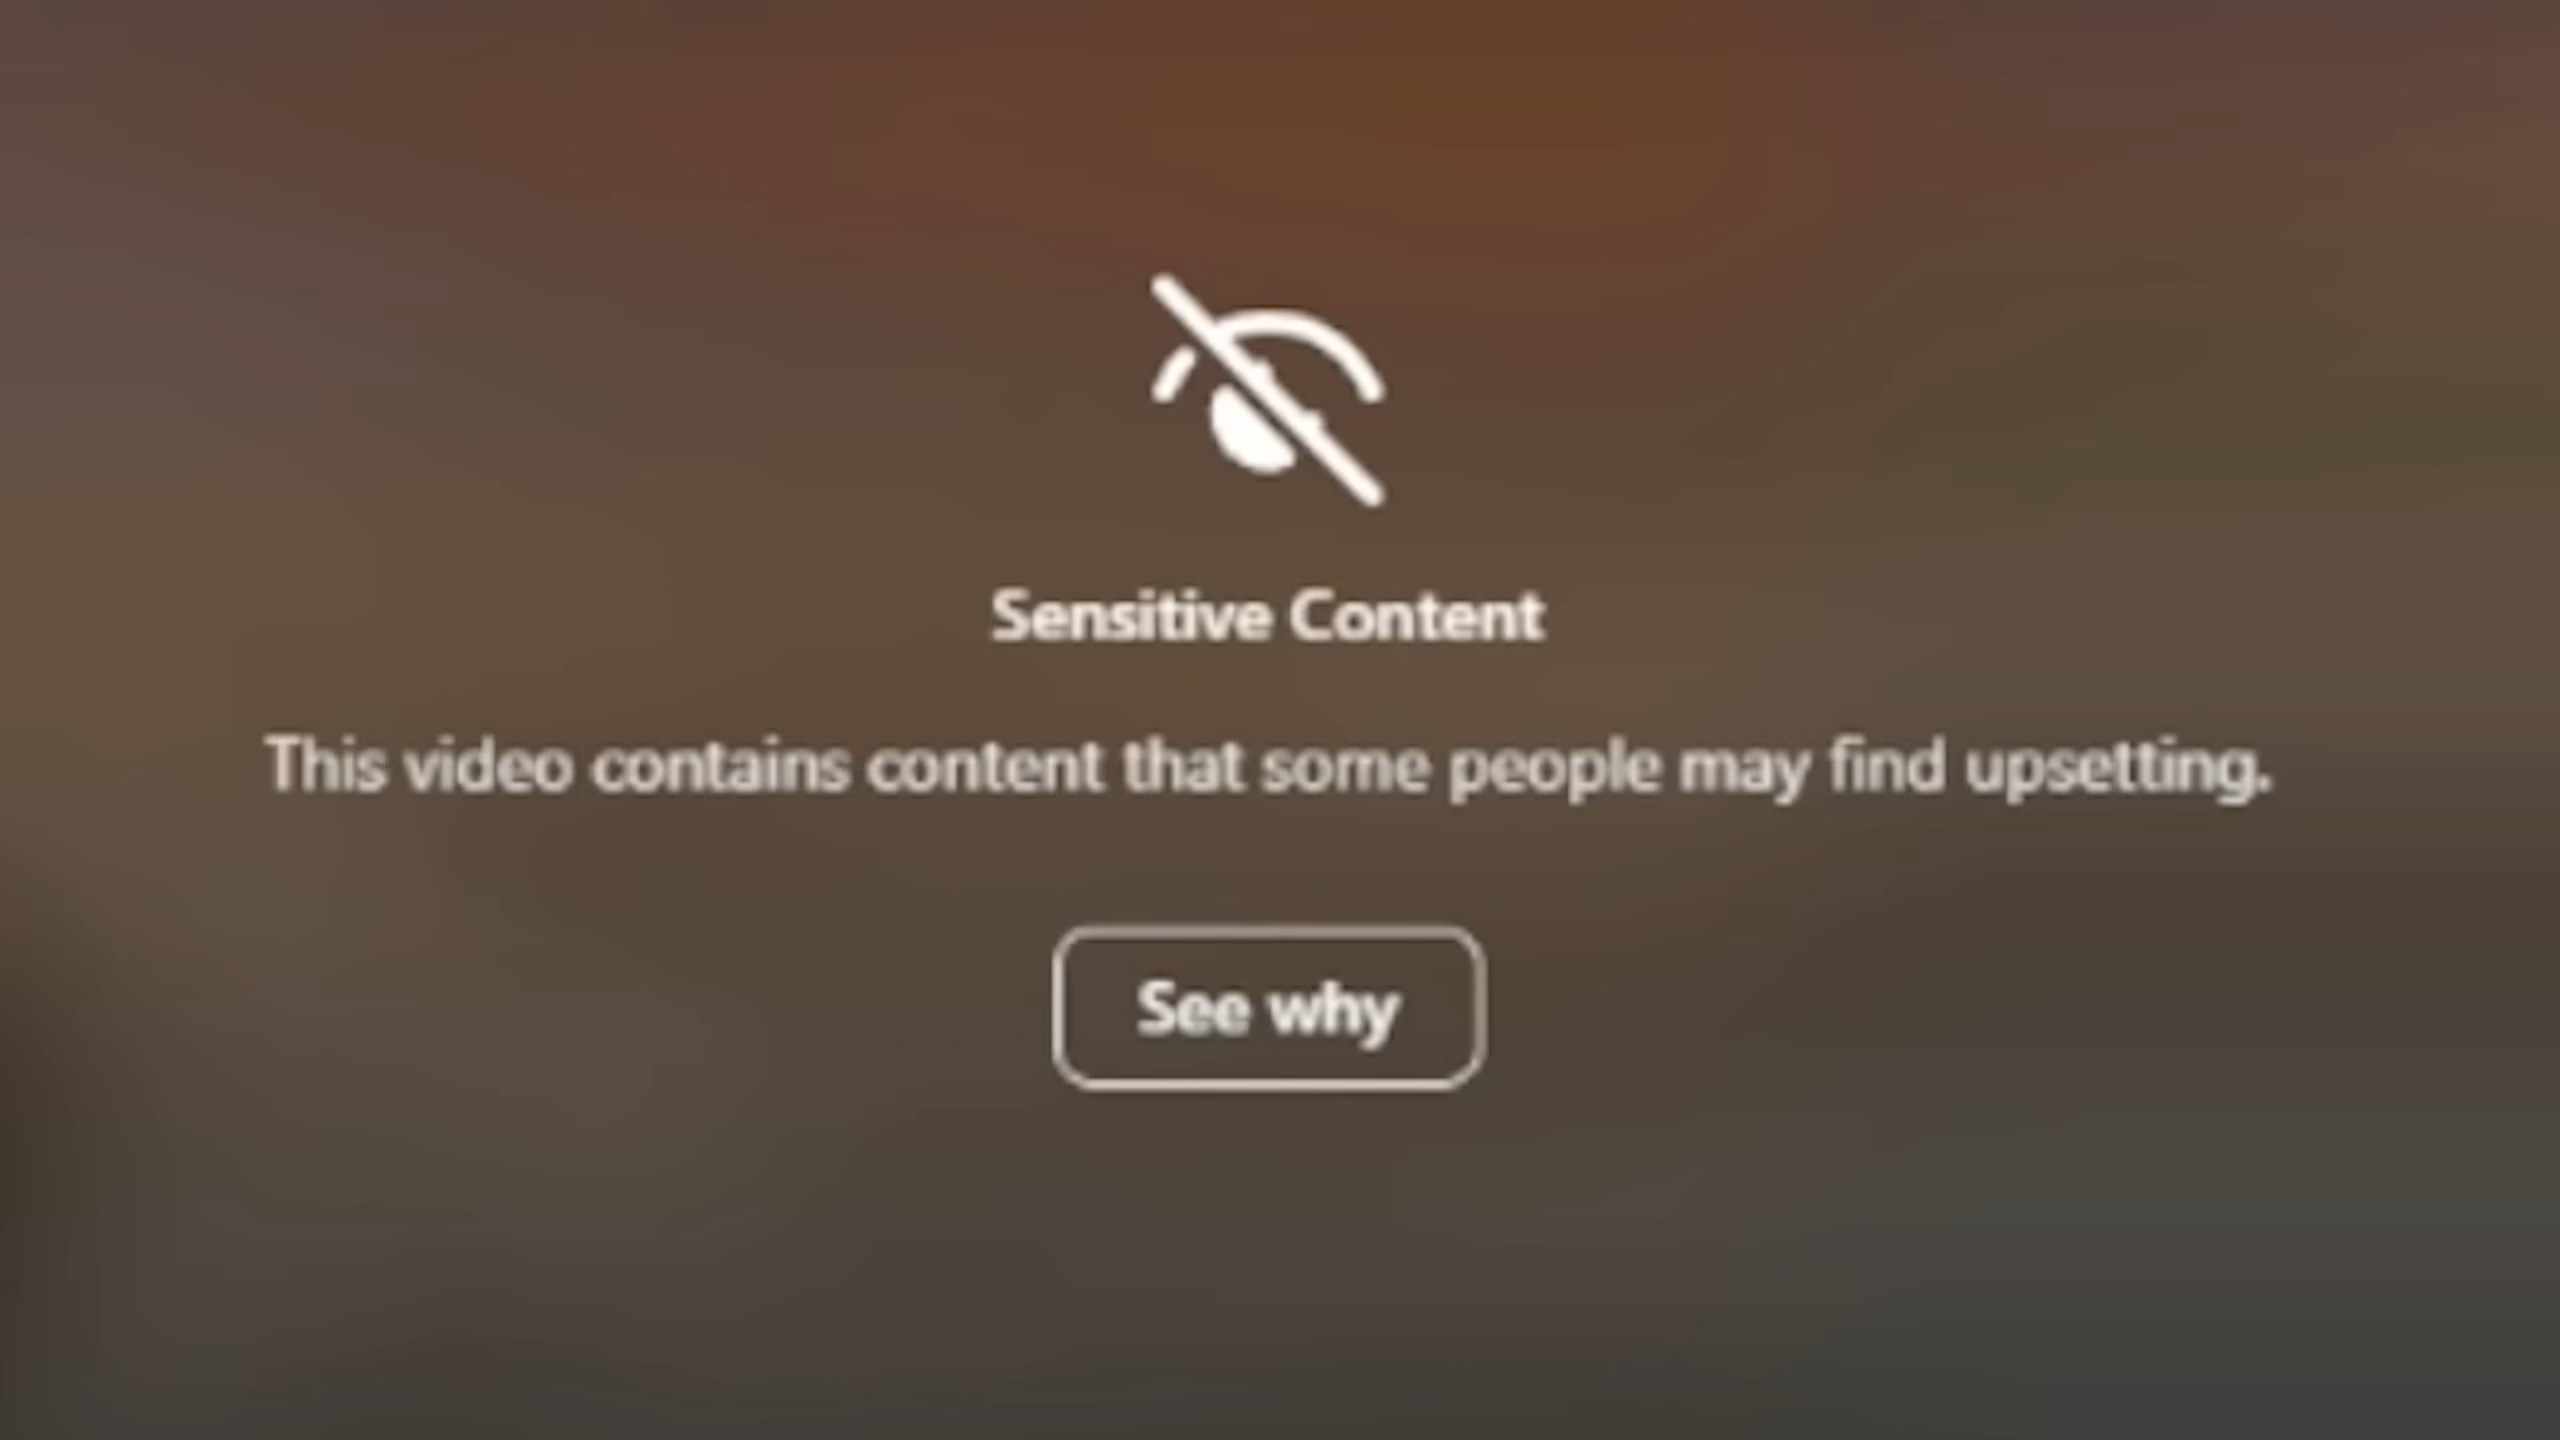 Sensitive Content
This video contains content that some people may find upsetting.
See why